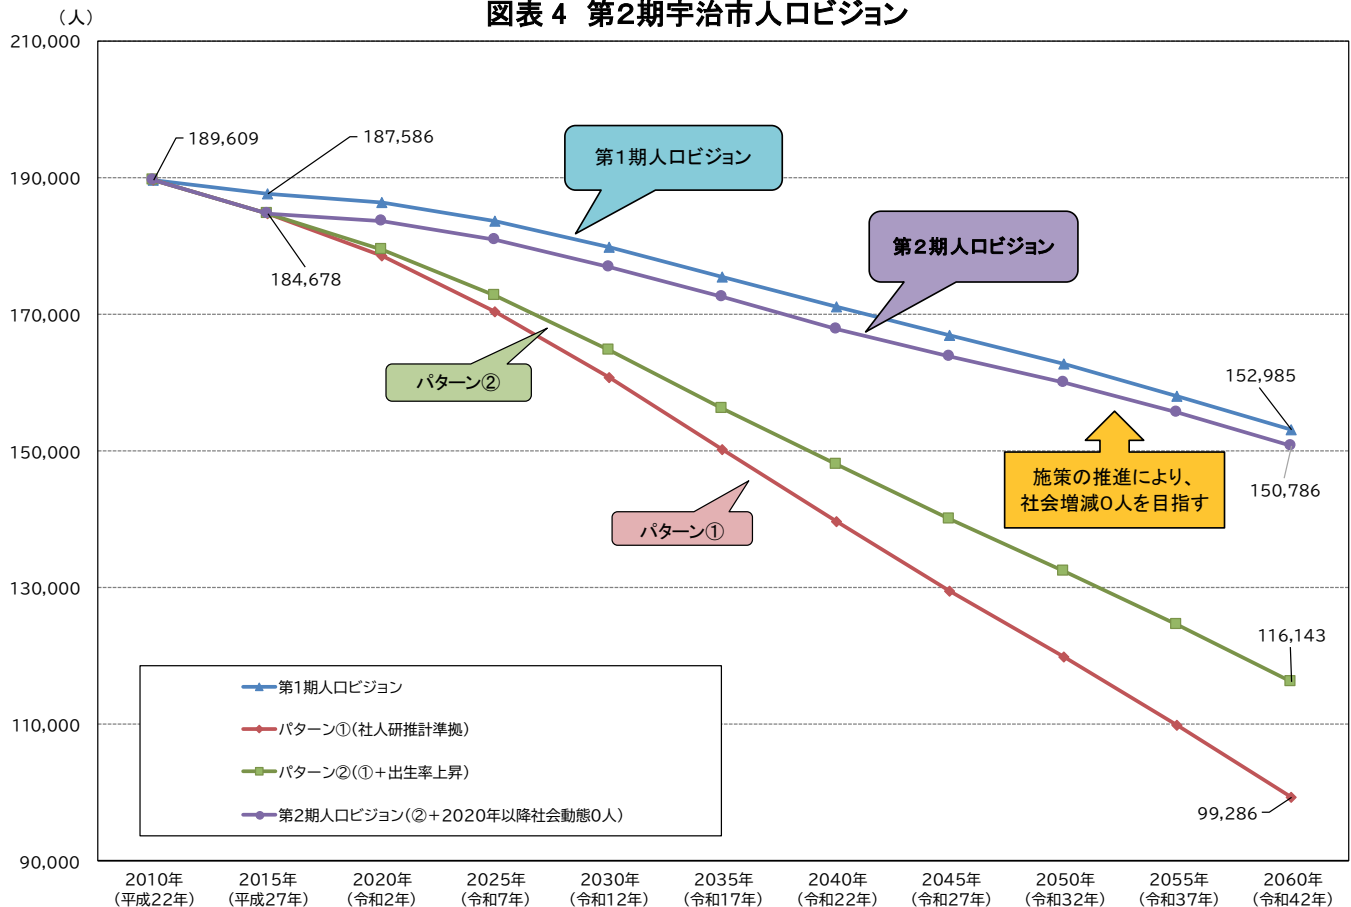 図表4 第2期宇治市人口ビジョン
（人）
210,000
190,000
170,000
150,000
130,000
110,000
90,000
189,609
187,586
184,678
第1期人口ビジョン
第2期人口ビジョン
パターン②
パターン①
152,985
150,786
施策の推進により、
社会増減0人を目指す
116,143
99,286
第1期人口ビジョン
パターン①(社人研推計準拠)
パターン②(①＋出生率上昇)
第2期人口ビジョン(②＋2020年以降社会動態0人)
2010年 2015年 2020年 2025年 2030年 2035年 2040年 2045年 2050年 2055年 2060年
(平成22年) (平成27年) (令和2年) (令和7年) (令和12年) (令和17年) (令和22年) (令和27年) (令和32年) (令和37年) (令和42年)